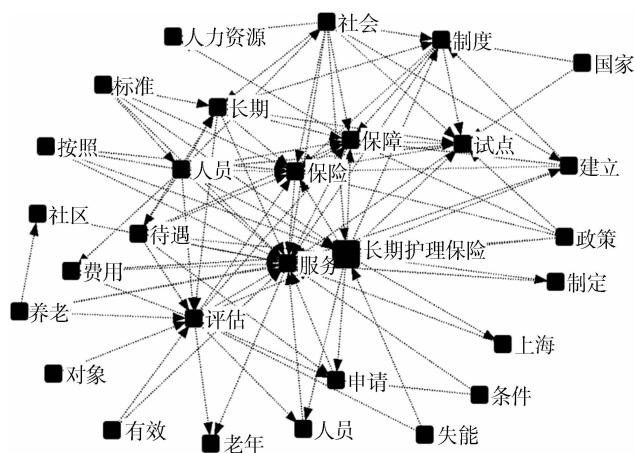 社会
人力资源
制度
国家
标准
长期
保障
试点
按照
人员
保险
建立
社区
待遇
政策
长期护理保险
费用
服务
制定
养老
评估
上海
对象
申请
条件
有效
老年
人员
失能